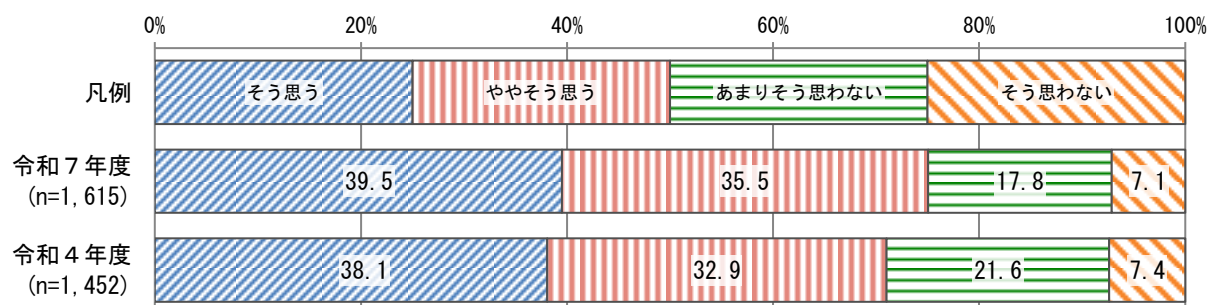 0% 20% 40% 60% 80% 100%
凡例 そう思う ややそう思う あまりそう思わない そう思わない
令和７年度
(n=1,615)
39.5 35.5 17.8 7.1
令和４年度
(n=1,452)
38.1 32.9 21.6 7.4